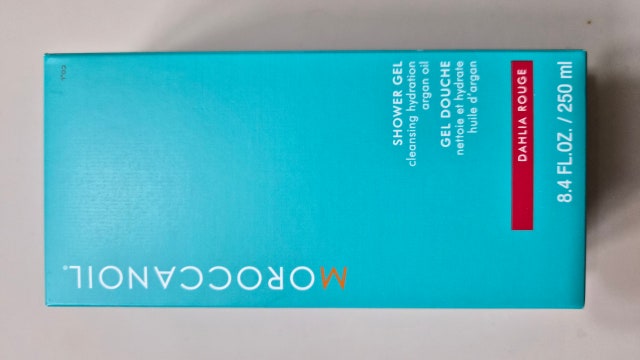 MOROCCANOIL.
SHOWER GEL
cleansing hydration
argan oil
GEL DOUCHE
nettoie et hydrate
huile d'argan
DAHLIA ROUGE
8.4 FL.OZ. / 250 ml